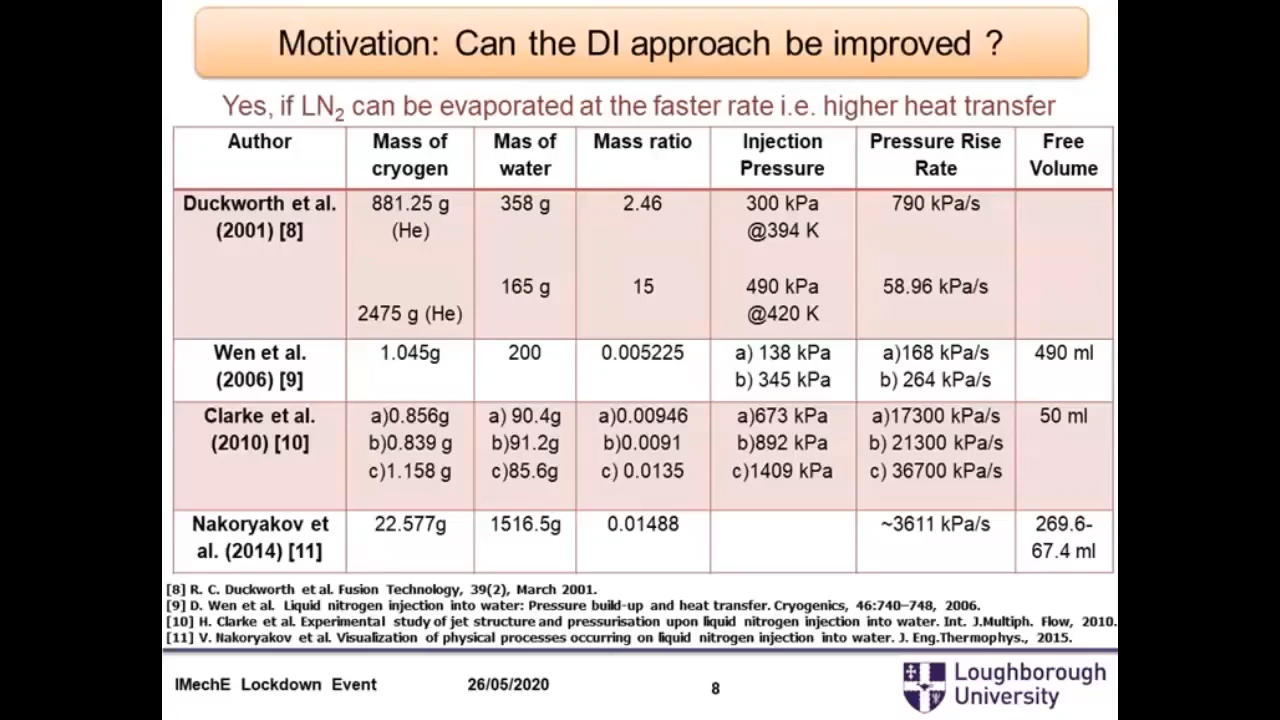 Motivation: Can the DI approach be improved ?
Yes, if LN2 can be evaporated at the faster rate i.e. higher heat transfer
Author
Mass of cryogen
Mas of water
Mass ratio
Injection Pressure
Pressure Rise Rate
Free Volume
Duckworth et al. (2001) [8]
881.25 g (He)
2475 g (He)
358 g
165 g
2.46
15
300 kPa @394 K
490 kPa @420 K
790 kPa/s
58.96 kPa/s
Wen et al. (2006) [9]
1.045g
200
0.005225
a) 138 kPa
b) 345 kPa
a)168 kPa/s
b) 264 kPa/s
490 ml
Clarke et al. (2010) [10]
a)0.856g
b)0.839 g
c)1.158 g
a) 90.4g
b)91.2g
c)85.6g
a)0.00946
b)0.0091
c) 0.0135
a)673 kPa
b)892 kPa
c)1409 kPa
a)17300 kPa/s
b) 21300 kPa/s
c) 36700 kPa/s
50 ml
Nakoryakov et al. (2014) [11]
22.577g
1516.5g
0.01488
~3611 kPa/s
269.6-67.4 ml
[8] R. C. Duckworth et al. Fusion Technology, 39(2), March 2001.
[9] D. Wen et al. Liquid nitrogen injection into water: Pressure build-up and heat transfer. Cryogenics, 46:740–748, 2006.
[10] H. Clarke et al. Experimental study of jet structure and pressurisation upon liquid nitrogen injection into water. Int. J.Multiph. Flow, 2010.
[11] V. Nakoryakov et al. Visualization of physical processes occurring on liquid nitrogen injection into water. J. Eng.Thermophys., 2015.
IMechE Lockdown Event
26/05/2020
8
Loughborough
University